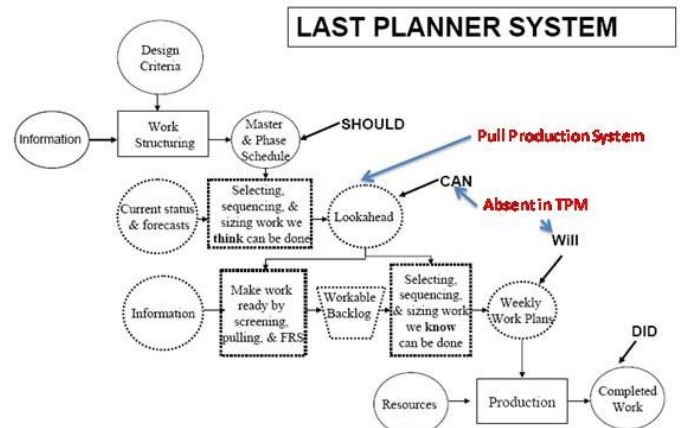 LAST PLANNER SYSTEM
Design
Criteria
Information
Work
Structuring
Master
& Phase
Schedule
SHOULD
Pull Production System
CAN
Absent in TPM
Will
Current status
& forecasts
Selecting,
sequencing, &
sizing work we
think can be done
Lookahead
Information
Make work
ready by
screening,
pulling, & FRS
Workable
Backlog
Selecting,
sequencing,
& sizing work
we know
can be done
Weekly
Work Plans
DID
Resources
Production
Completed
Work